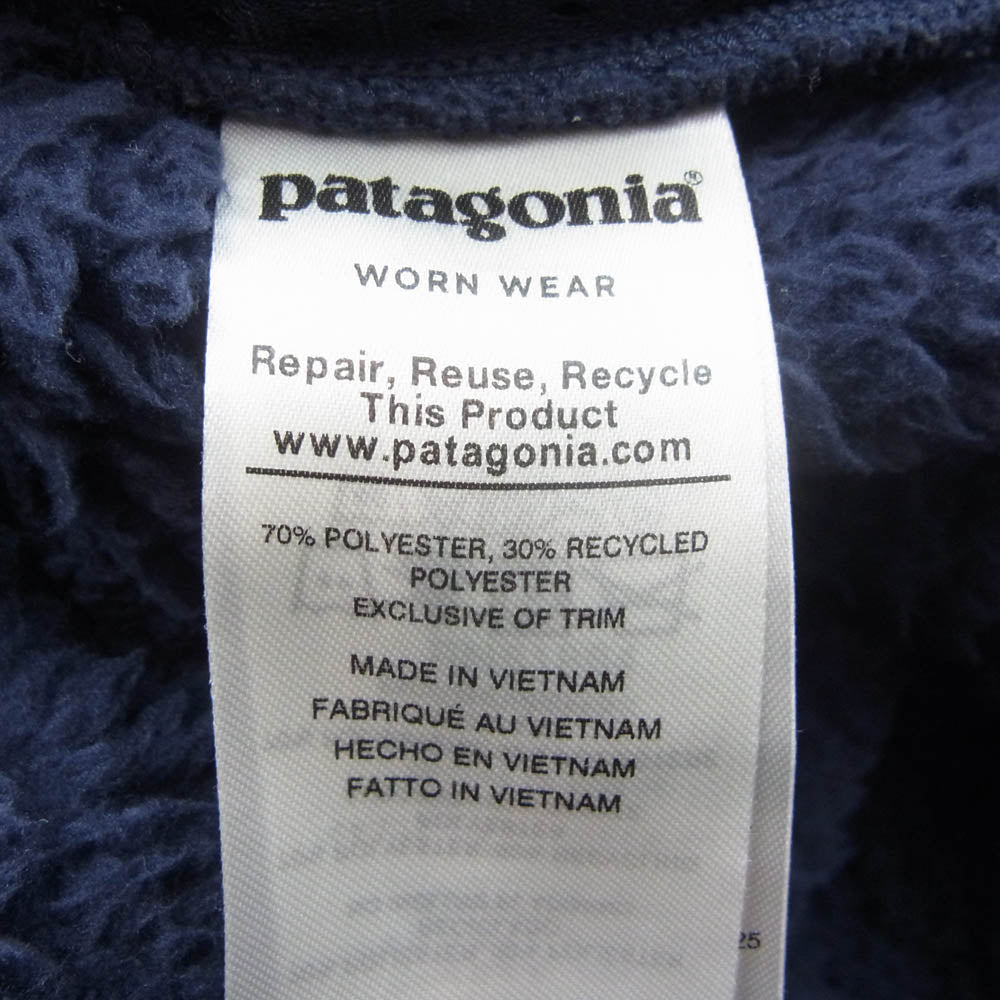 patagonia®
WORN WEAR
Repair, Reuse, Recycle
This Product
www.patagonia.com
70% POLYESTER, 30% RECYCLED
POLYESTER
EXCLUSIVE OF TRIM
MADE IN VIETNAM
FABRIQUÉ AU VIETNAM
HECHO EN VIETNAM
FATTO IN VIETNAM
25